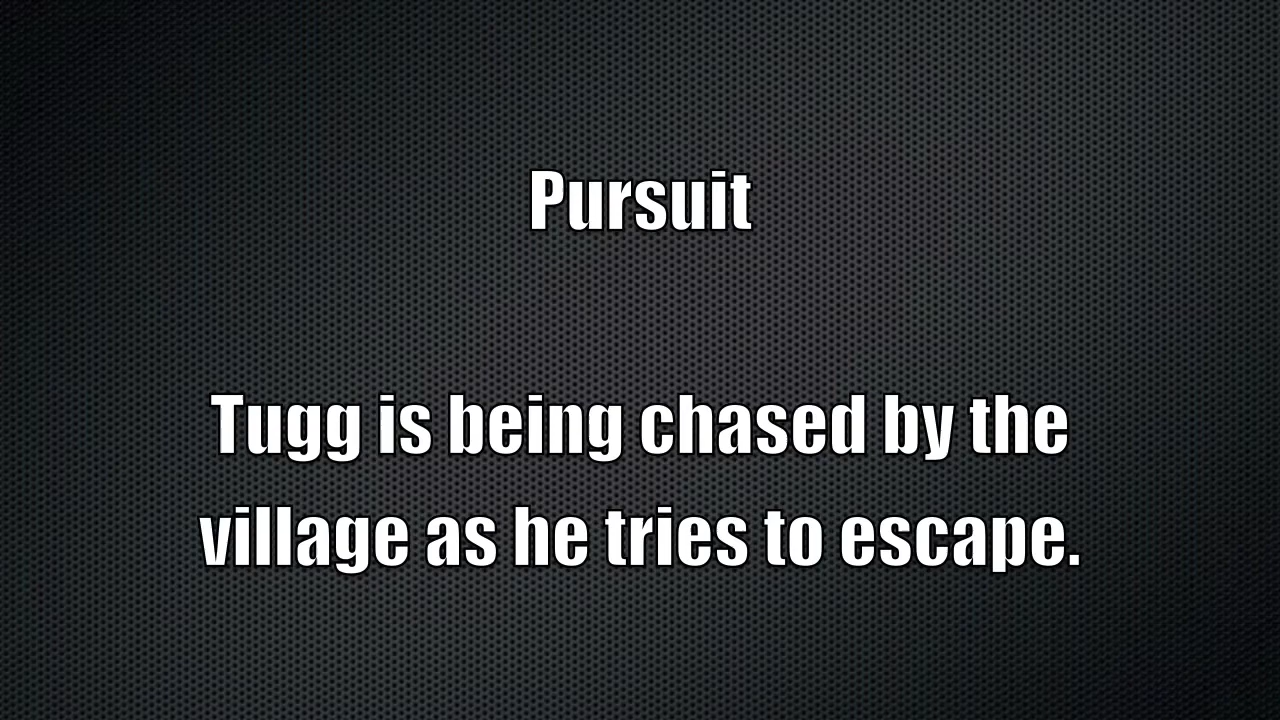 Pursuit
Tugg is being chased by the
village as he tries to escape.